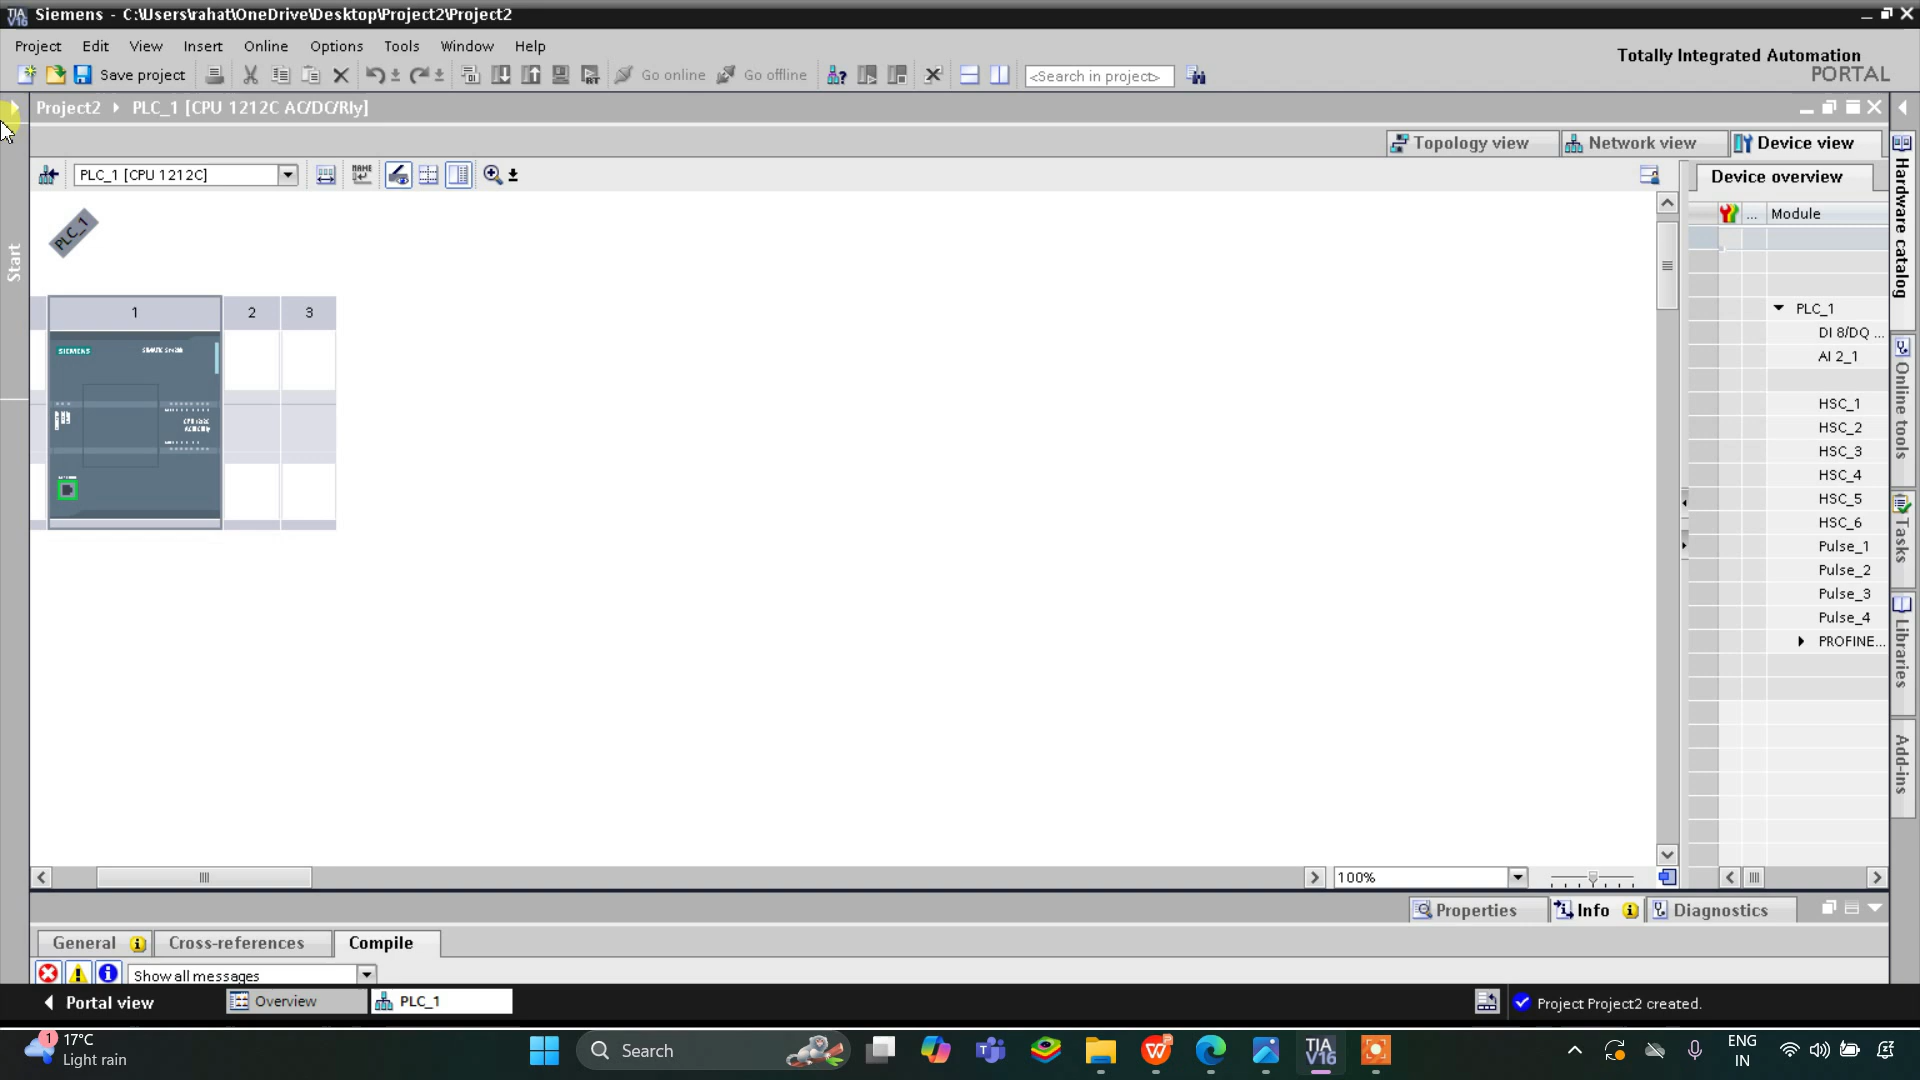 Siemens - C:\Users\rahat\OneDrive\Desktop\Project2\Project2
Project Edit View Insert Online Options Tools Window Help
Totally Integrated Automation
PORTAL
Save project
Go online
Go offline
<Search in project>
Project2 PLC_1 [CPU 1212C AC/DC/Rly]
Topology view
Network view
Device view
PLC_1 [CPU 1212C]
NAME
Device overview
... Module
PLC_1
Start
1 2 3
SIEMENS
PLC_1
DI 8/DQ ...
AI 2_1
HSC_1
HSC_2
HSC_3
HSC_4
HSC_5
HSC_6
Pulse_1
Pulse_2
Pulse_3
Pulse_4
PROFINE...
Hardware catalog
Online tools
Tasks
Libraries
Add-ins
100%
Properties
Info
Diagnostics
General
Cross-references
Compile
Show all messages
Portal view
Overview
PLC_1
Project Project2 created.
1
17°C
Light rain
Search
TIA
V16
ENG
IN